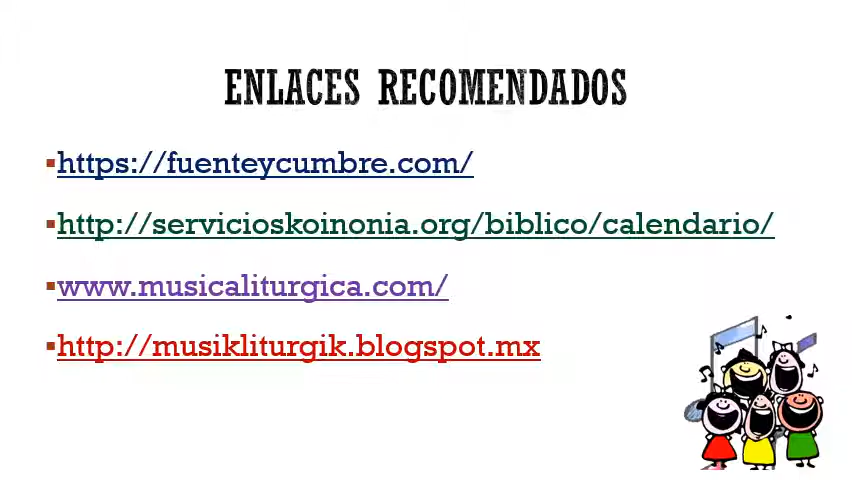 ENLACES RECOMENDADOS
▪https://fuenteycumbre.com/
▪http://servicioskoinonia.org/biblico/calendario/
▪www.musicaliturgica.com/
▪http://musikliturgik.blogspot.mx